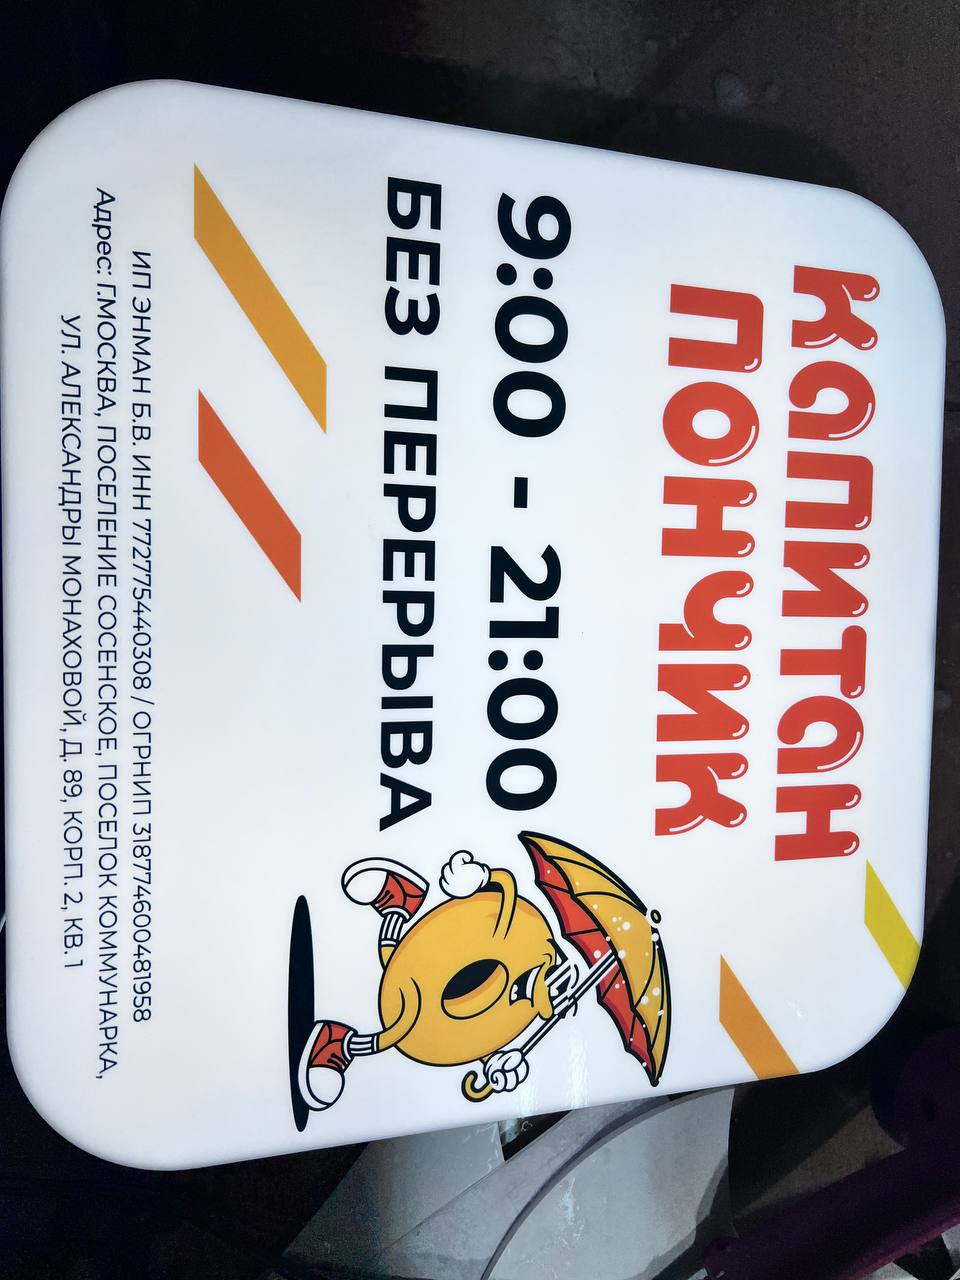 КАПИТАН
ПОНЧИК
9:00 - 21:00
БЕЗ ПЕРЕРЫВА
ИП ЭНМАН Б.В. ИНН 772775440308 / ОГРНИП 318774600481958
Адрес: Г.МОСКВА, ПОСЕЛЕНИЕ СОСЕНСКОЕ, ПОСЕЛОК КОММУНАРКА,
УЛ. АЛЕКСАНДРЫ МОНАХОВОЙ, Д. 89, КОРП. 2, КВ. 1